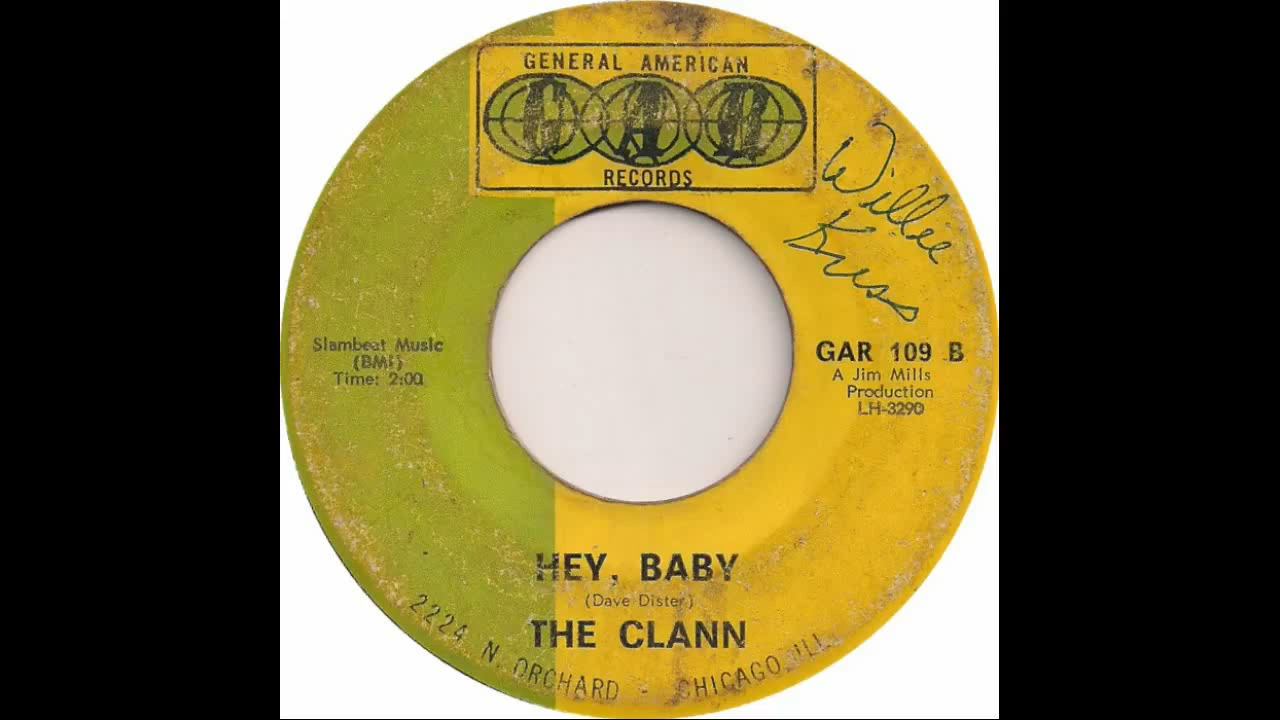 GENERAL AMERICAN
GAR
RECORDS
Willie
Kuss
Slambeat Music
(BMI)
Time: 2:00
GAR 109 B
A Jim Mills
Production
LH-3290
HEY, BABY
(Dave Dister)
THE CLANN
2224 N. ORCHARD - CHICAGO, ILL.